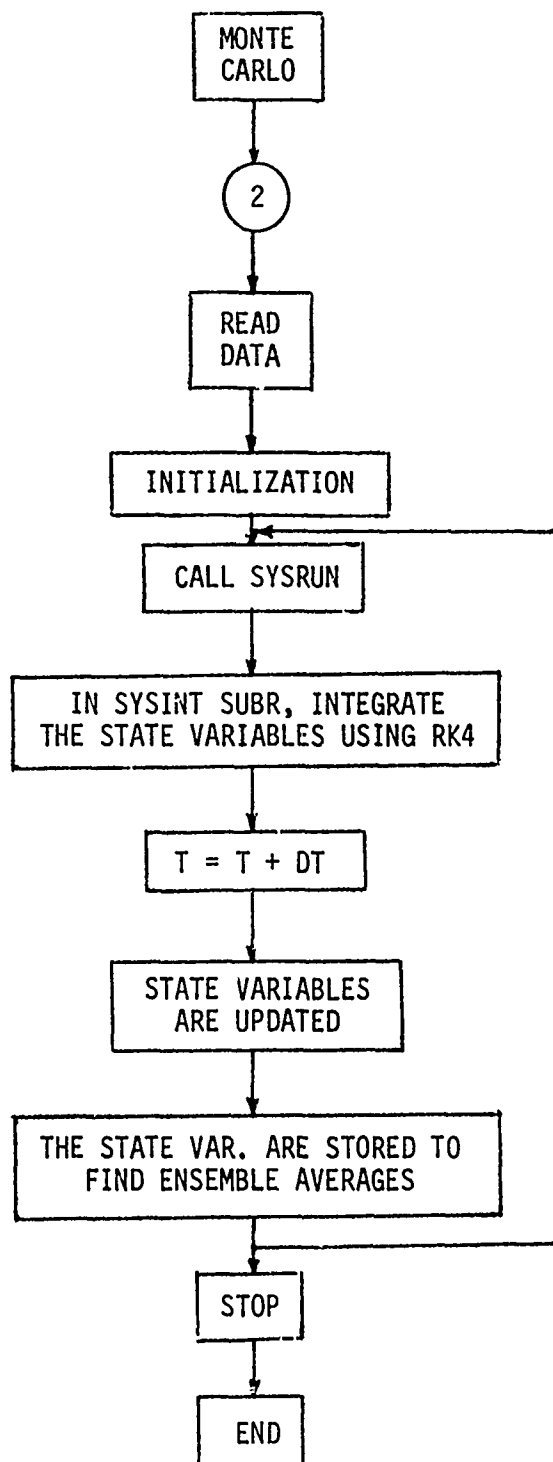 MONTE
CARLO
2
READ
DATA
INITIALIZATION
CALL SYSRUN
IN SYSINT SUBR, INTEGRATE
THE STATE VARIABLES USING RK4
T = T + DT
STATE VARIABLES
ARE UPDATED
THE STATE VAR. ARE STORED TO
FIND ENSEMBLE AVERAGES
STOP
END